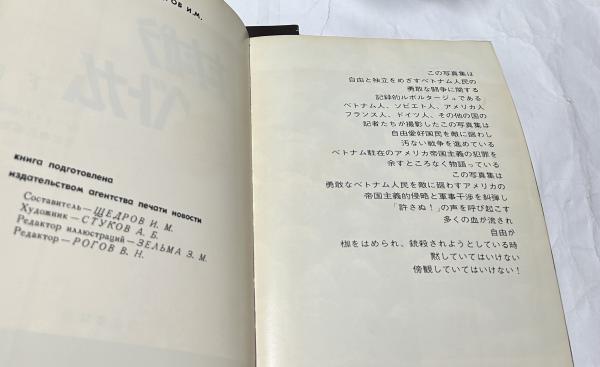 ОВ И.М.
книга подготовлена
издательством агентства печати новости
Составитель — ЩЕДРОВ И. М.
Художник — СТУКОВ А. Б.
Редактор иллюстраций — ЗЕЛЬМА Э. М.
Редактор — РОГОВ В. Н.
この写真集は
自由と独立をめざすベトナム人民の
勇敢な闘争に関する
記録的ルポルタージュである
ベトナム人、ソビエト人、アメリカ人
フランス人、ドイツ人、その他の国の
記者たちが撮影したこの写真集は
自由愛好国民を敵に謳わし
汚ない戦争を進めている
ベトナム駐在のアメリカ帝国主義の犯罪を
余すところなく物語っている
この写真集は
勇敢なベトナム人民を敵に謳わすアメリカの
帝国主義的侵略と軍事干渉を糾弾し
「許さぬ！」の声を呼び起こす
多くの血が流され
自由が
枷をはめられ、銃殺されようとしている時
黙していてはいけない
傍観していてはいけない！